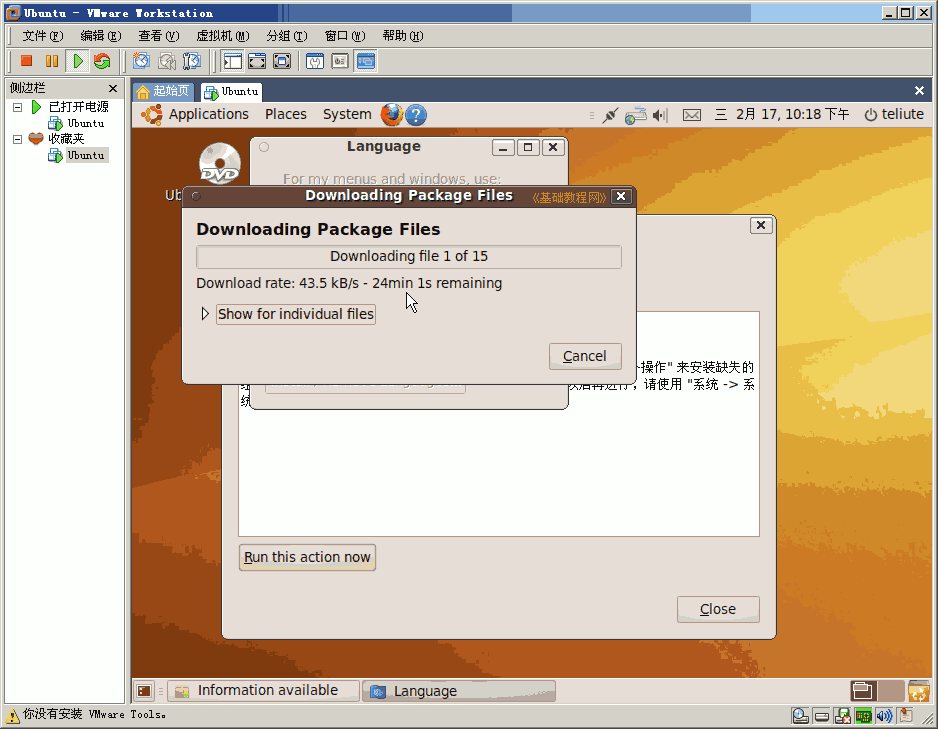 Ubuntu - VMware Workstation
文件(F) 编辑(E) 查看(V) 虚拟机(M) 分组(T) 窗口(W) 帮助(H)
侧边栏
已打开电源
Ubuntu
收藏夹
Ubuntu
起始页 Ubuntu
Applications Places System 三 2月 17, 10:18 下午 teliute
DVD
Ub
Language
For my menus and windows, use:
Downloading Package Files 《基础教程网》
Downloading Package Files
Downloading file 1 of 15
Download rate: 43.5 kB/s - 24min 1s remaining
Show for individual files
Cancel
操作" 来安装缺失的
以后再进行，请使用 "系统 -> 系
统
Run this action now
Close
Information available Language
你没有安装 VMware Tools。